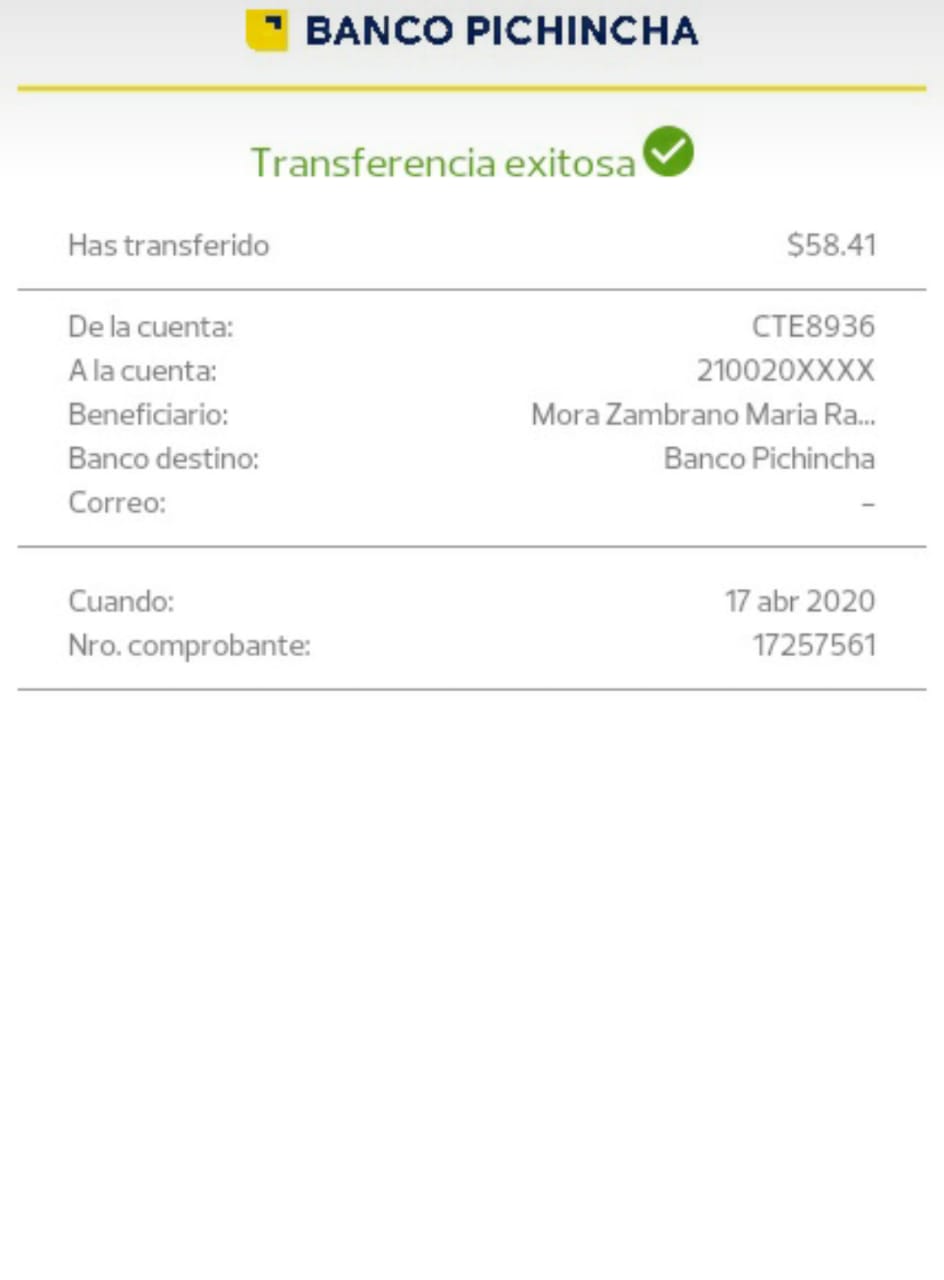 BANCO PICHINCHA
Transferencia exitosa
Has transferido $58.41
De la cuenta: CTE8936
A la cuenta: 210020XXXX
Beneficiario: Mora Zambrano Maria Ra...
Banco destino: Banco Pichincha
Correo: –
Cuando: 17 abr 2020
Nro. comprobante: 17257561